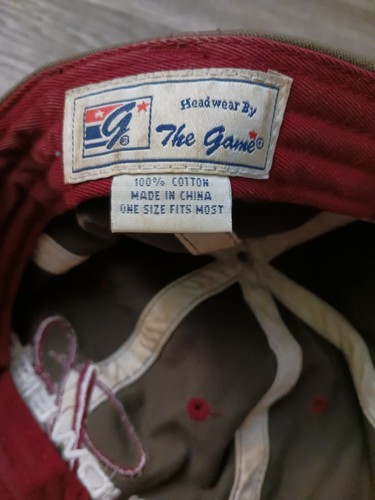 g ®
Headwear By
The Game®
100% COTTON
MADE IN CHINA
ONE SIZE FITS MOST